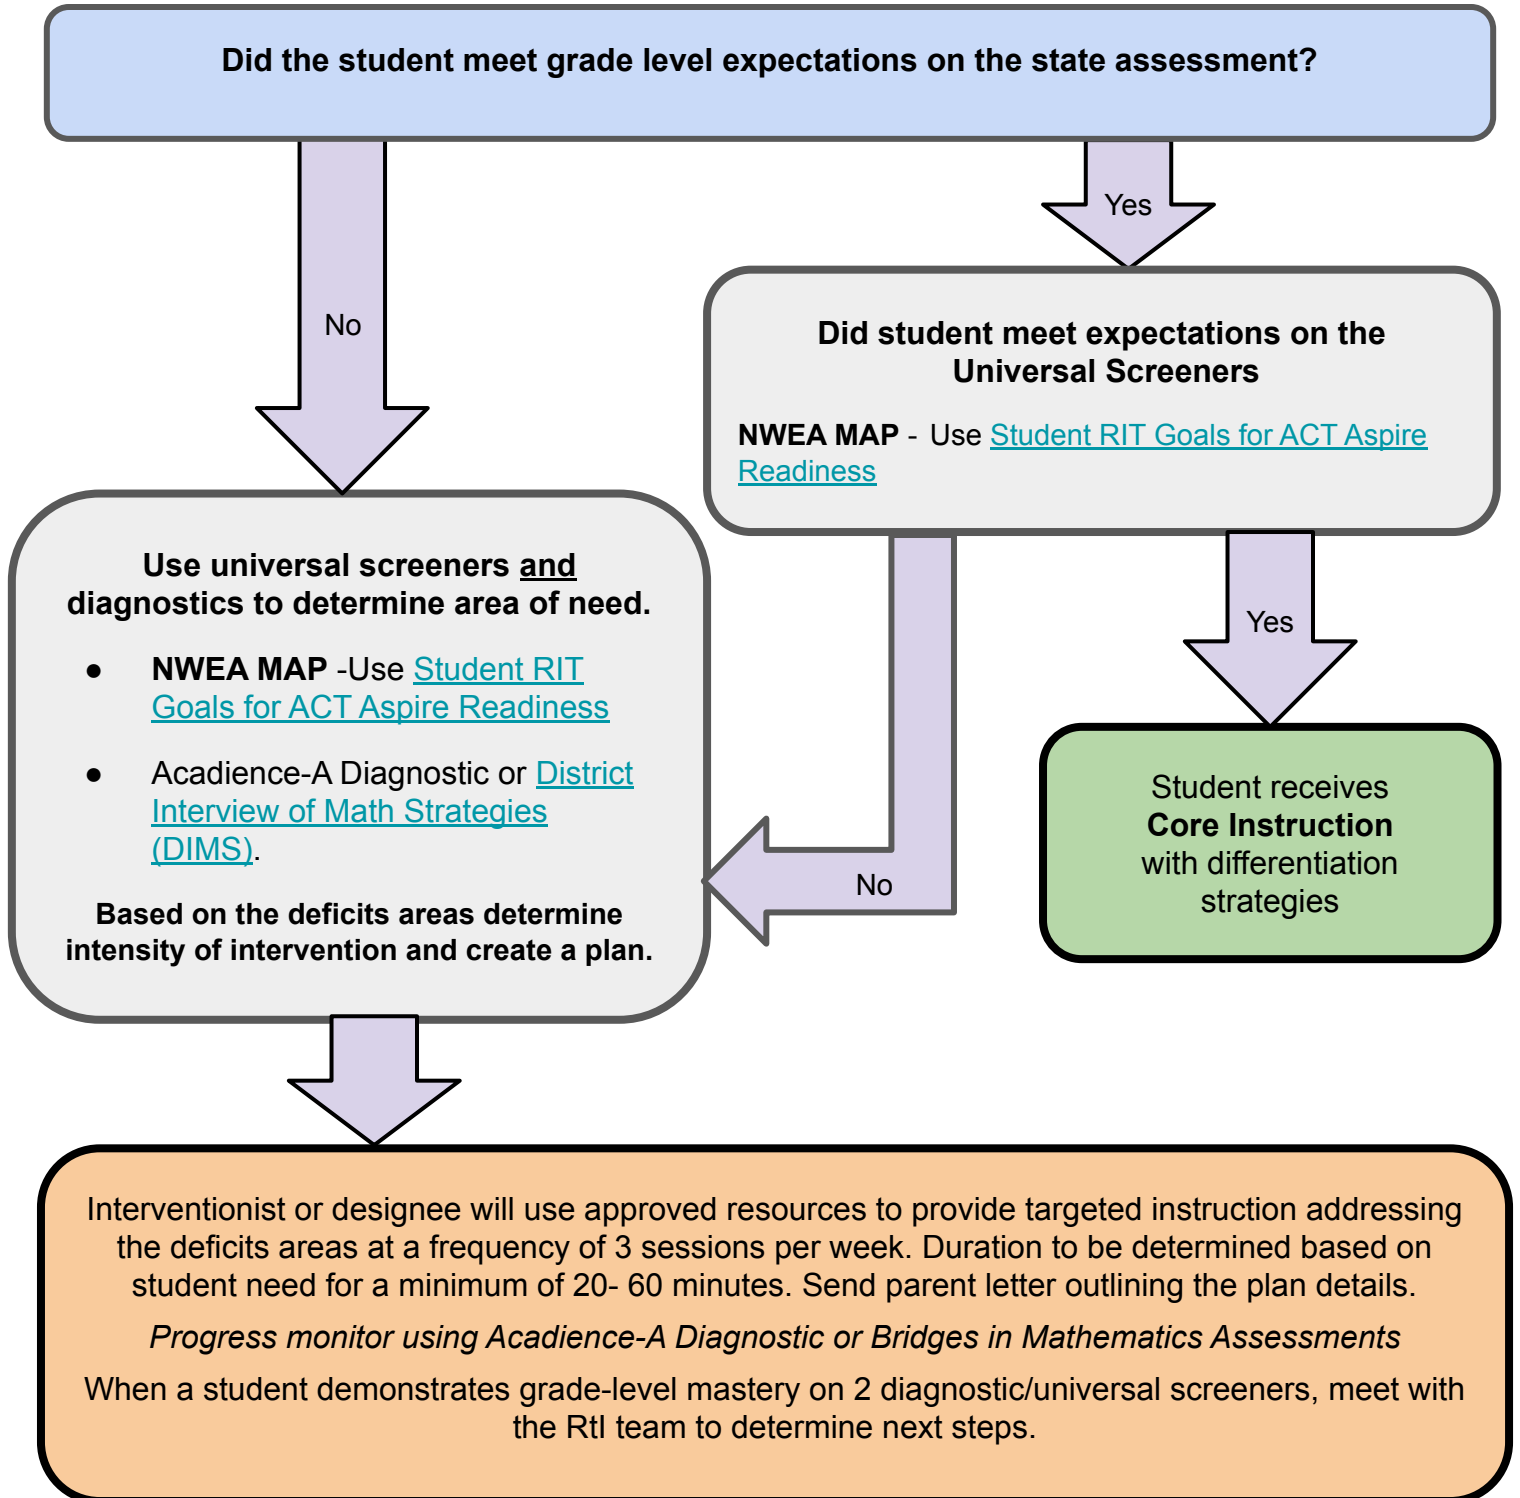 Did the student meet grade level expectations on the state assessment?
No
Yes
Did student meet expectations on the
Universal Screeners
NWEA MAP - Use Student RIT Goals for ACT Aspire
Readiness
Use universal screeners and
diagnostics to determine area of need.
● NWEA MAP -Use Student RIT
Goals for ACT Aspire Readiness
● Acadience-A Diagnostic or District
Interview of Math Strategies
(DIMS).
Based on the deficits areas determine
intensity of intervention and create a plan.
No
Yes
Student receives
Core Instruction
with differentiation
strategies
Interventionist or designee will use approved resources to provide targeted instruction addressing
the deficits areas at a frequency of 3 sessions per week. Duration to be determined based on
student need for a minimum of 20- 60 minutes. Send parent letter outlining the plan details.
Progress monitor using Acadience-A Diagnostic or Bridges in Mathematics Assessments
When a student demonstrates grade-level mastery on 2 diagnostic/universal screeners, meet with
the RtI team to determine next steps.